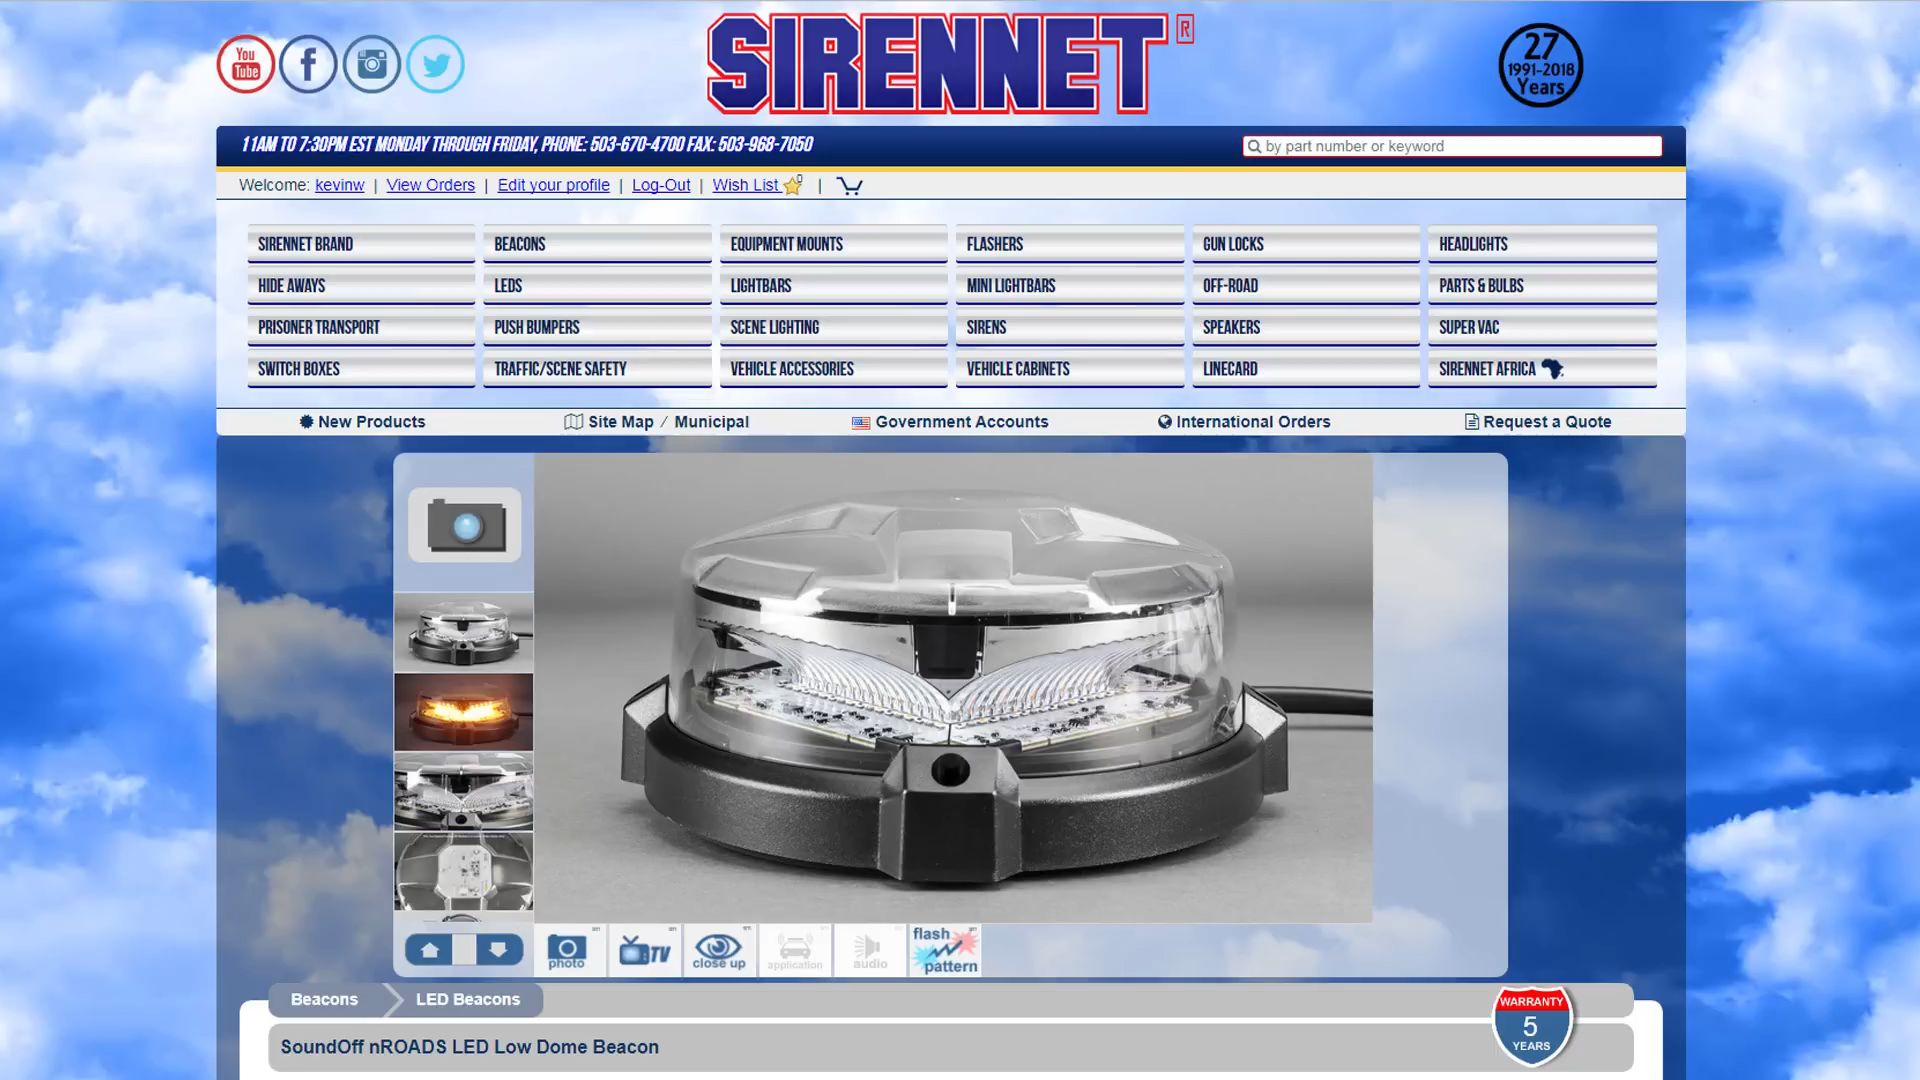 You
Tube
SIRENNET®
27
1991-2018
Years
11AM TO 7:30PM EST MONDAY THROUGH FRIDAY, PHONE: 503-670-4700 FAX: 503-968-7050
by part number or keyword
Welcome: kevinw | View Orders | Edit your profile | Log-Out | Wish List |
SIRENNET BRAND BEACONS EQUIPMENT MOUNTS FLASHERS GUN LOCKS HEADLIGHTS
HIDE AWAYS LEDS LIGHTBARS MINI LIGHTBARS OFF-ROAD PARTS & BULBS
PRISONER TRANSPORT PUSH BUMPERS SCENE LIGHTING SIRENS SPEAKERS SUPER VAC
SWITCH BOXES TRAFFIC/SCENE SAFETY VEHICLE ACCESSORIES VEHICLE CABINETS LINECARD SIRENNET AFRICA
New Products Site Map / Municipal Government Accounts International Orders Request a Quote
photo TV close up application audio flash pattern
Beacons LED Beacons
WARRANTY
5
YEARS
SoundOff nROADS LED Low Dome Beacon